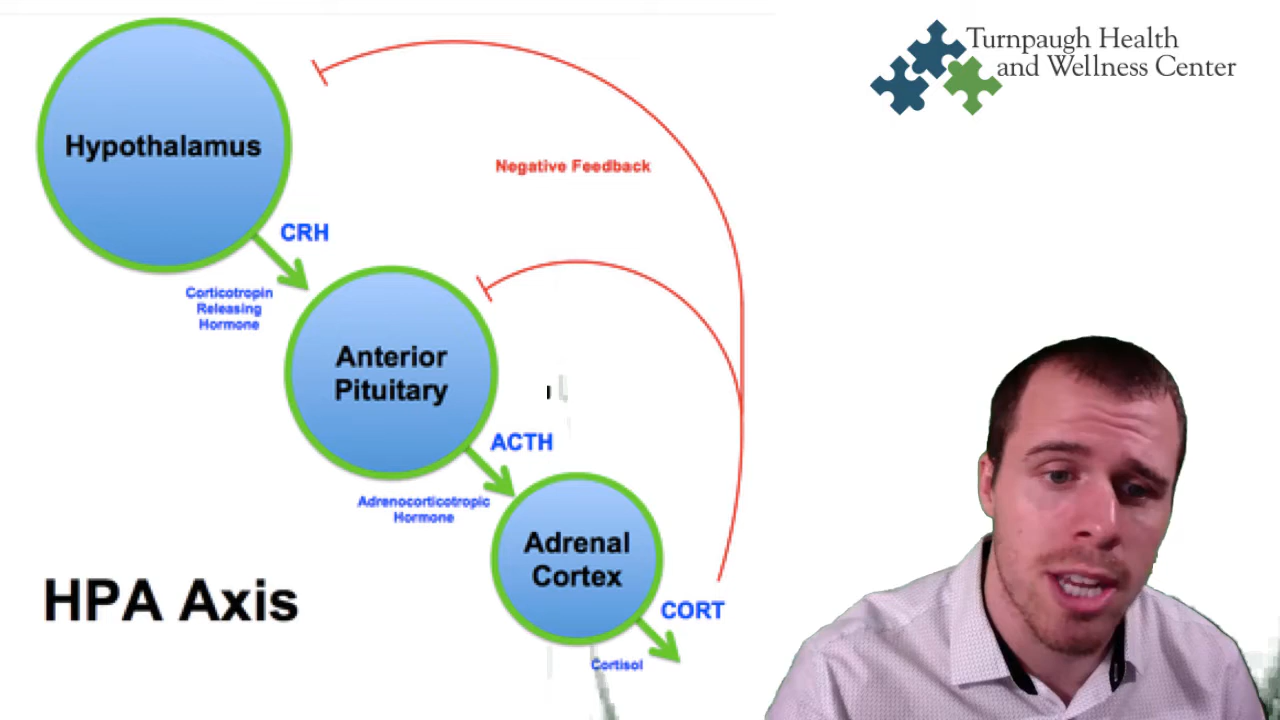 Turnpaugh Health
and Wellness Center
Hypothalamus
Negative Feedback
CRH
Corticotropin
Releasing
Hormone
Anterior
Pituitary
ACTH
Adrenocorticotropic
Hormone
Adrenal
Cortex
HPA Axis
CORT
Cortisol